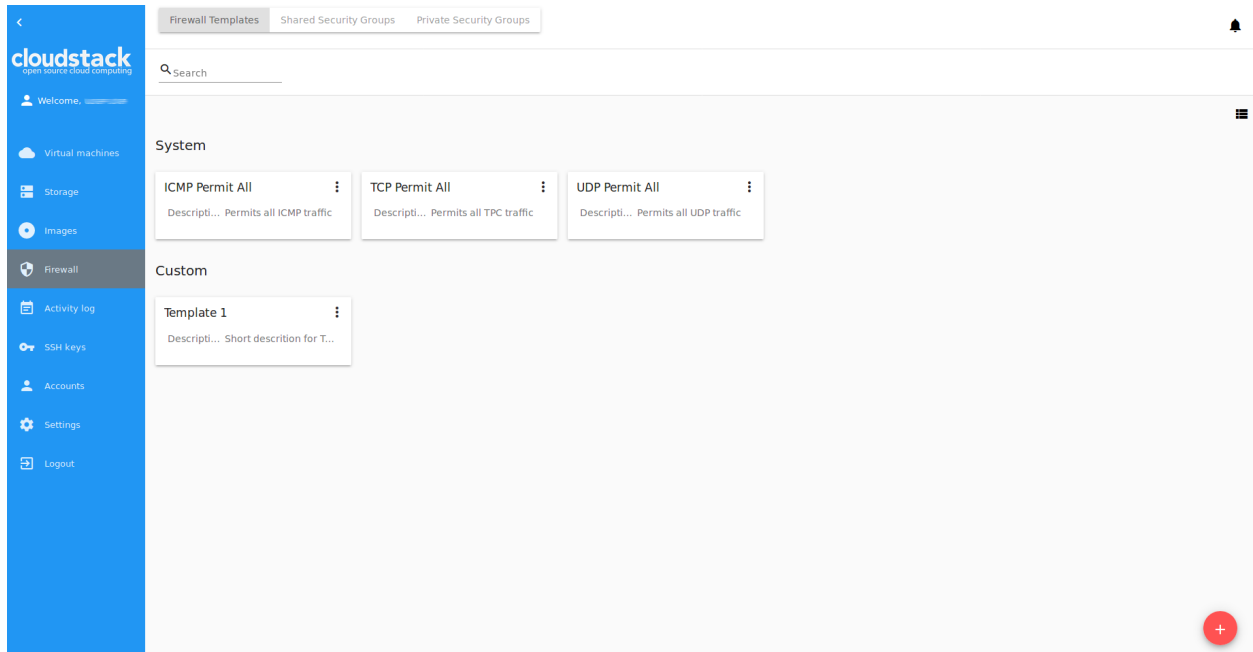 Firewall Templates
Shared Security Groups
Private Security Groups
cloudstack
open source cloud computing
Search
Welcome,
Virtual machines
Storage
Images
Firewall
Activity log
SSH keys
Accounts
Settings
Logout
System
ICMP Permit All
Descripti... Permits all ICMP traffic
TCP Permit All
Descripti... Permits all TPC traffic
UDP Permit All
Descripti... Permits all UDP traffic
Custom
Template 1
Descripti... Short descrition for T...